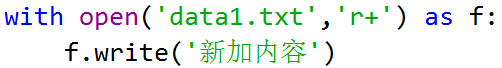 with open('data1.txt','r+') as f:
    f.write('新加内容')